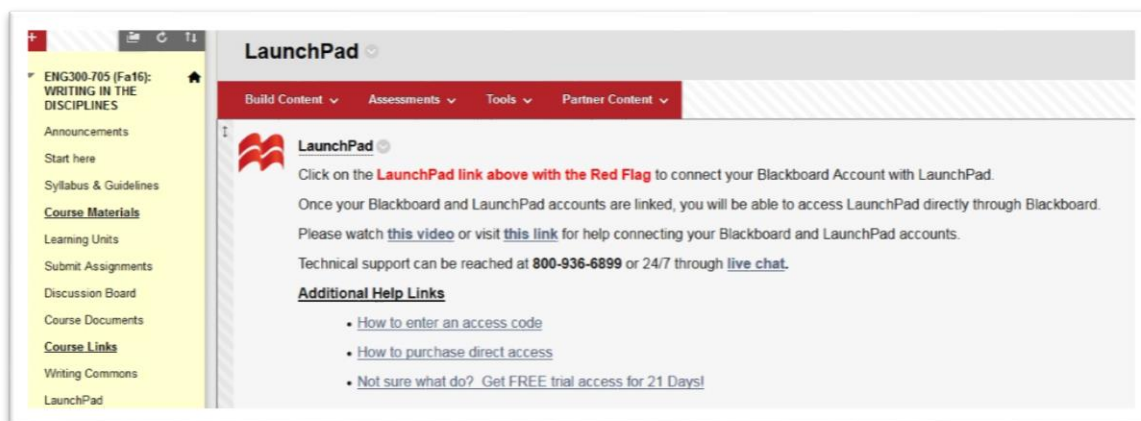 ENG300-705 (Fa16):
WRITING IN THE
DISCIPLINES
Announcements
Start here
Syllabus & Guidelines
Course Materials
Learning Units
Submit Assignments
Discussion Board
Course Documents
Course Links
Writing Commons
LaunchPad
LaunchPad
Build Content Assessments Tools Partner Content
LaunchPad
Click on the LaunchPad link above with the Red Flag to connect your Blackboard Account with LaunchPad.
Once your Blackboard and LaunchPad accounts are linked, you will be able to access LaunchPad directly through Blackboard.
Please watch this video or visit this link for help connecting your Blackboard and LaunchPad accounts.
Technical support can be reached at 800-936-6899 or 24/7 through live chat.
Additional Help Links
• How to enter an access code
• How to purchase direct access
• Not sure what do? Get FREE trial access for 21 Days!